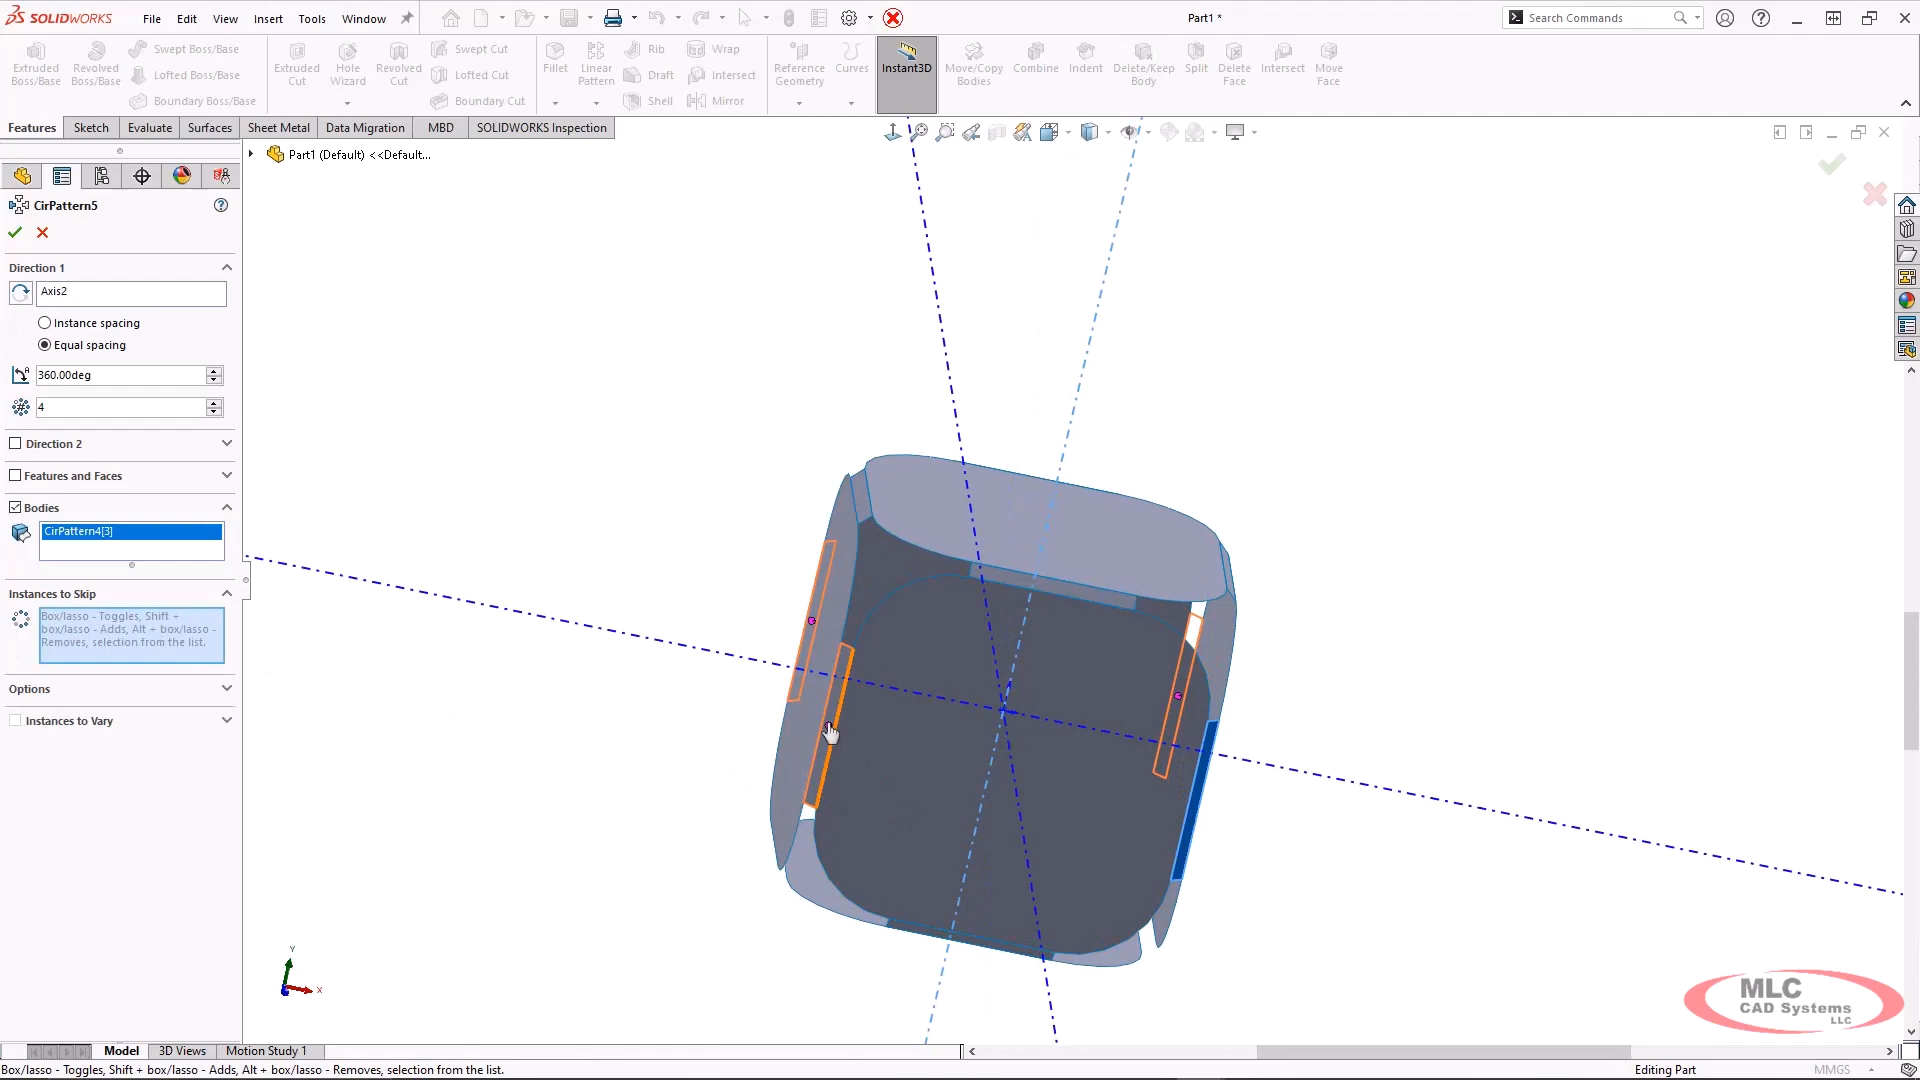 SOLIDWORKS File Edit View Insert Tools Window Part1 * Search Commands
Extruded Boss/Base
Revolved Boss/Base
Swept Boss/Base
Lofted Boss/Base
Boundary Boss/Base
Extruded Cut
Hole Wizard
Revolved Cut
Swept Cut
Lofted Cut
Boundary Cut
Fillet
Linear Pattern
Rib
Draft
Shell
Wrap
Intersect
Mirror
Reference Geometry
Curves
Instant3D
Move/Copy Bodies
Combine
Indent
Delete/Keep Body
Split
Delete Face
Intersect
Move Face
Features Sketch Evaluate Surfaces Sheet Metal Data Migration MBD SOLIDWORKS Inspection
Part1 (Default) <<Default...
CirPattern5
Direction 1
Axis2
Instance spacing
Equal spacing
360.00deg
4
Direction 2
Features and Faces
Bodies
CirPattern4[3]
Instances to Skip
Box/lasso - Toggles, Shift +
box/lasso - Adds, Alt + box/lasso -
Removes, selection from the list.
Options
Instances to Vary
Y
X
MLC
CAD Systems
LLC
Model 3D Views Motion Study 1
Box/lasso - Toggles, Shift + box/lasso - Adds, Alt + box/lasso - Removes, selection from the list. Editing Part MMGS